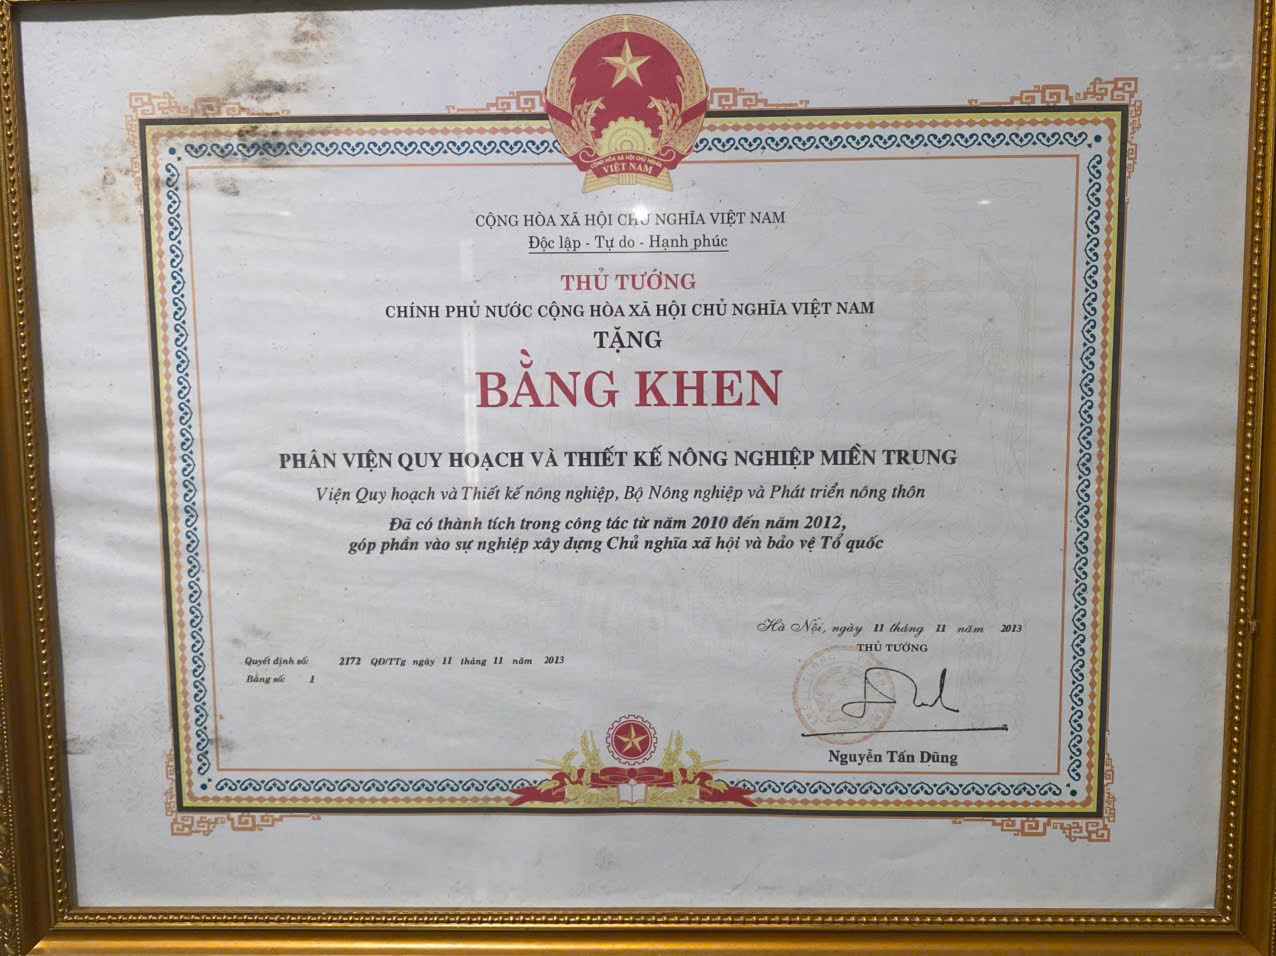 CỘNG HÒA XÃ HỘI CHỦ NGHĨA
VIỆT NAM
CỘNG HÒA XÃ HỘI CHỦ NGHĨA VIỆT NAM
Độc lập - Tự do - Hạnh phúc
THỦ TƯỚNG
CHÍNH PHỦ NƯỚC CỘNG HÒA XÃ HỘI CHỦ NGHĨA VIỆT NAM
TẶNG
BẰNG KHEN
PHÂN VIỆN QUY HOẠCH VÀ THIẾT KẾ NÔNG NGHIỆP MIỀN TRUNG
Viện Quy hoạch và Thiết kế nông nghiệp, Bộ Nông nghiệp và Phát triển nông thôn
Đã có thành tích trong công tác từ năm 2010 đến năm 2012,
góp phần vào sự nghiệp xây dựng Chủ nghĩa xã hội và bảo vệ Tổ quốc
Hà Nội, ngày 11 tháng 11 năm 2013
THỦ TƯỚNG
Quyết định số: 2172 QĐ/TTg ngày 11 tháng 11 năm 2013
Bằng số: 1
Nguyễn Tấn Dũng